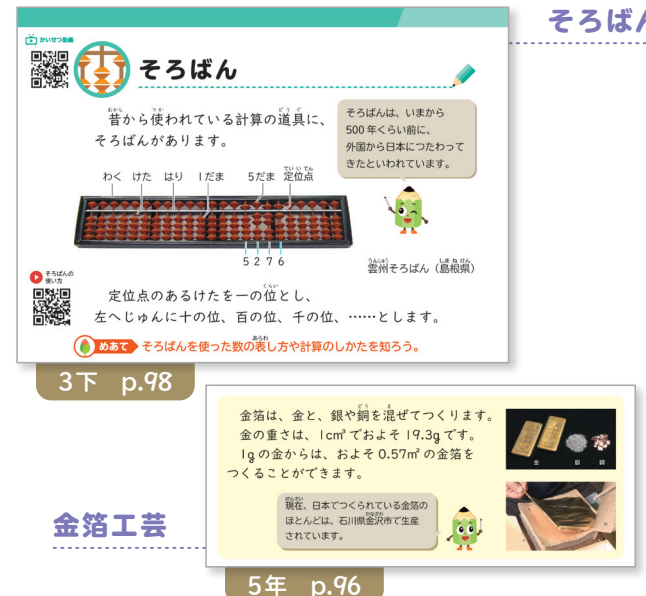 そろばん
かいせつ動画
そろばん
昔から使われている計算の道具に、
そろばんがあります。
そろばんは、いまから
500年くらい前に、
外国から日本につたわって
きたといわれています。
わく けた はり 1だま 5だま 定位点
5 2 7 6
雲州そろばん（島根県）
そろばんの
使い方
定位点のあるけたを一の位とし、
左へじゅんに十の位、百の位、千の位、……とします。
めあて そろばんを使った数の表し方や計算のしかたを知ろう。
3下 p.98
金箔は、金と、銀や銅を混ぜてつくります。
金の重さは、1cm³でおよそ19.3gです。
1gの金からは、およそ0.57m²の金箔を
つくることができます。
金 銀 銅
現在、日本でつくられている金箔の
ほとんどは、石川県金沢市で生産
されています。
金箔工芸
5年 p.96